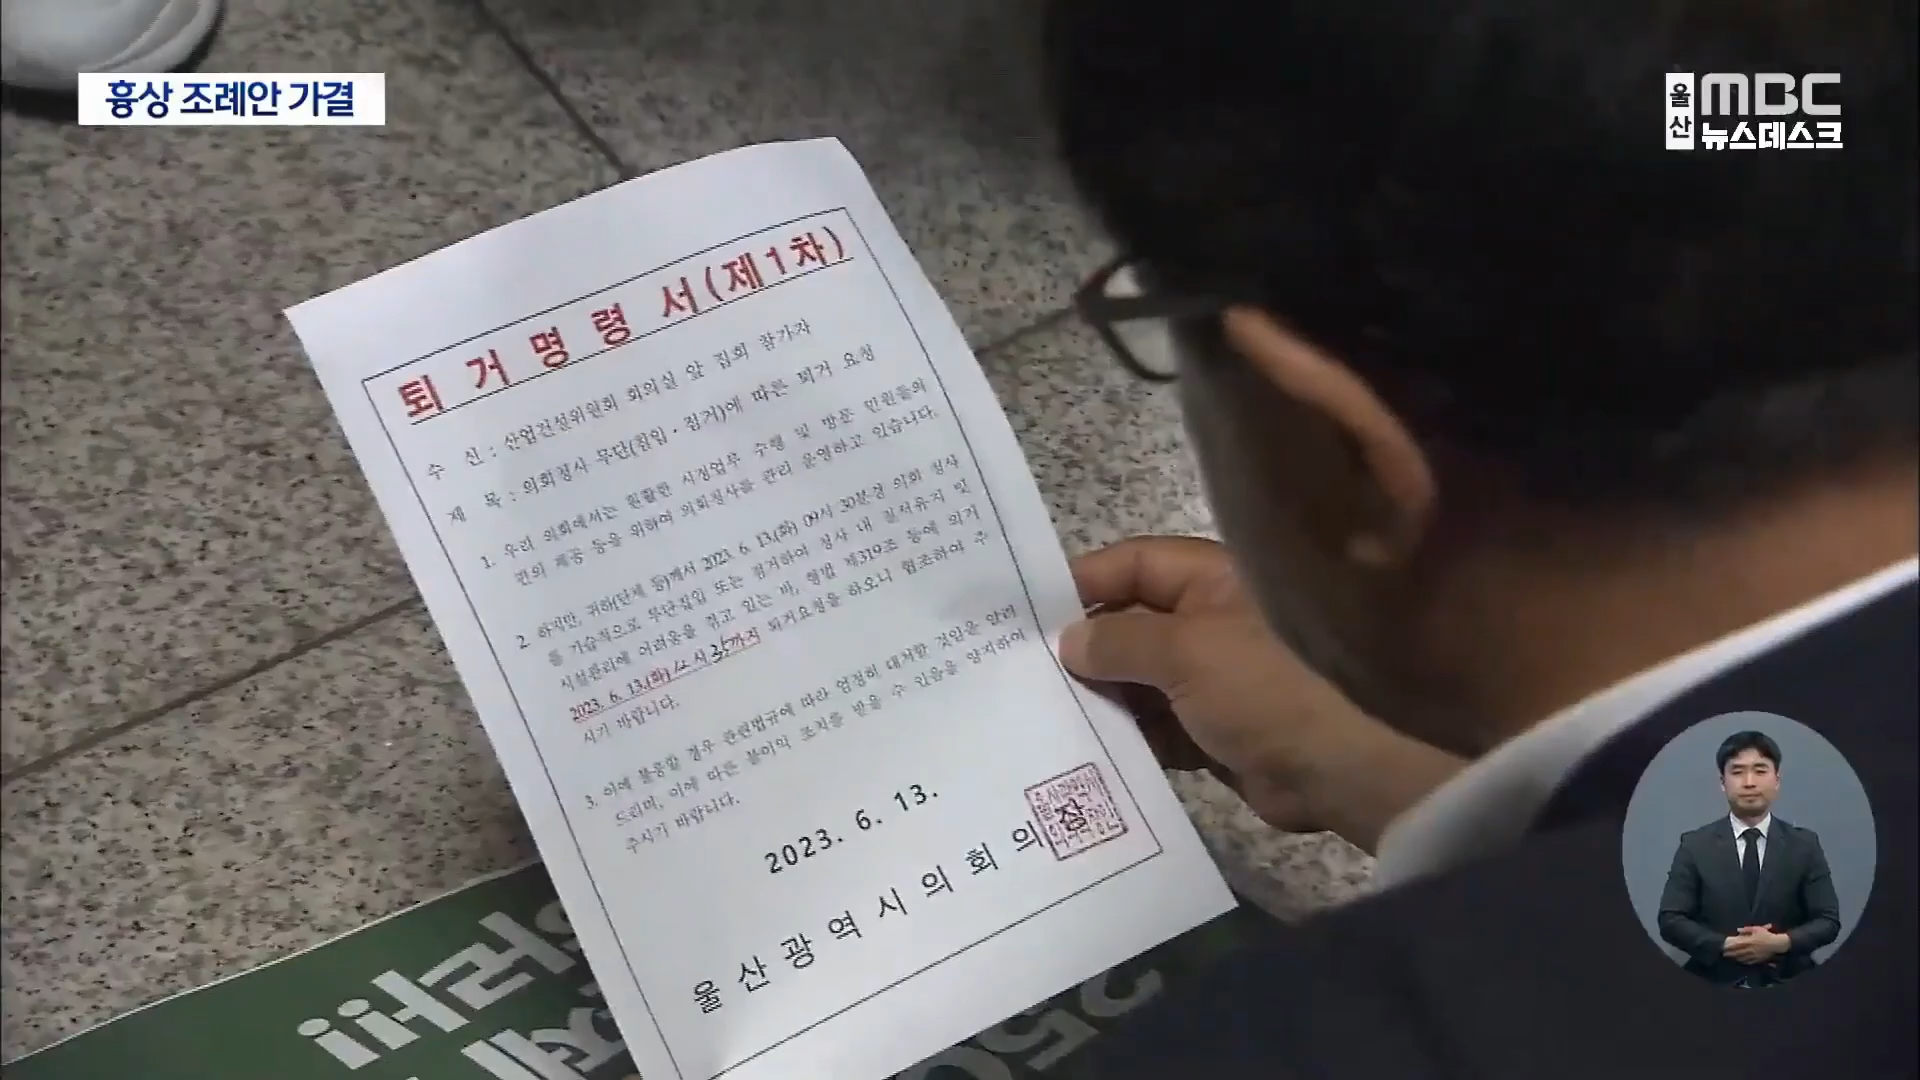 흉상 조례안 가결
울산
MBC
뉴스데스크
퇴 거 명 령 서(제1차)
수 신 : 산업건설위원회 회의실 앞 집회 참가자
제 목 : 의회청사 무단(침입·점거)에 따른 퇴거 요청
1. 우리 의회에서는 원활한 시정업무 수행 및 방문 민원들의
편의 제공 등을 위하여 의회청사를 관리 운영하고 있습니다.
2. 하지만, 귀하(단체 등)께서 2023. 6. 13.(화) 09시 30분경 의회 청사
를 기습적으로 무단침입 또는 점거하여 청사 내 질서유지 및
시설관리에 어려움을 겪고 있는 바, 형법 제319조 등에 의거
2023. 6. 13.(화) 시 35까지 퇴거요청을 하오니 협조하여 주
시기 바랍니다.
3. 이에 불응할 경우 관련법규에 따라 엄정히 대처할 것임을 알려
드리며, 이에 따른 불이익 조치를 받을 수 있음을 양지하여
주시기 바랍니다.
2023. 6. 13.
울 산 광 역 시 의 회 의 장